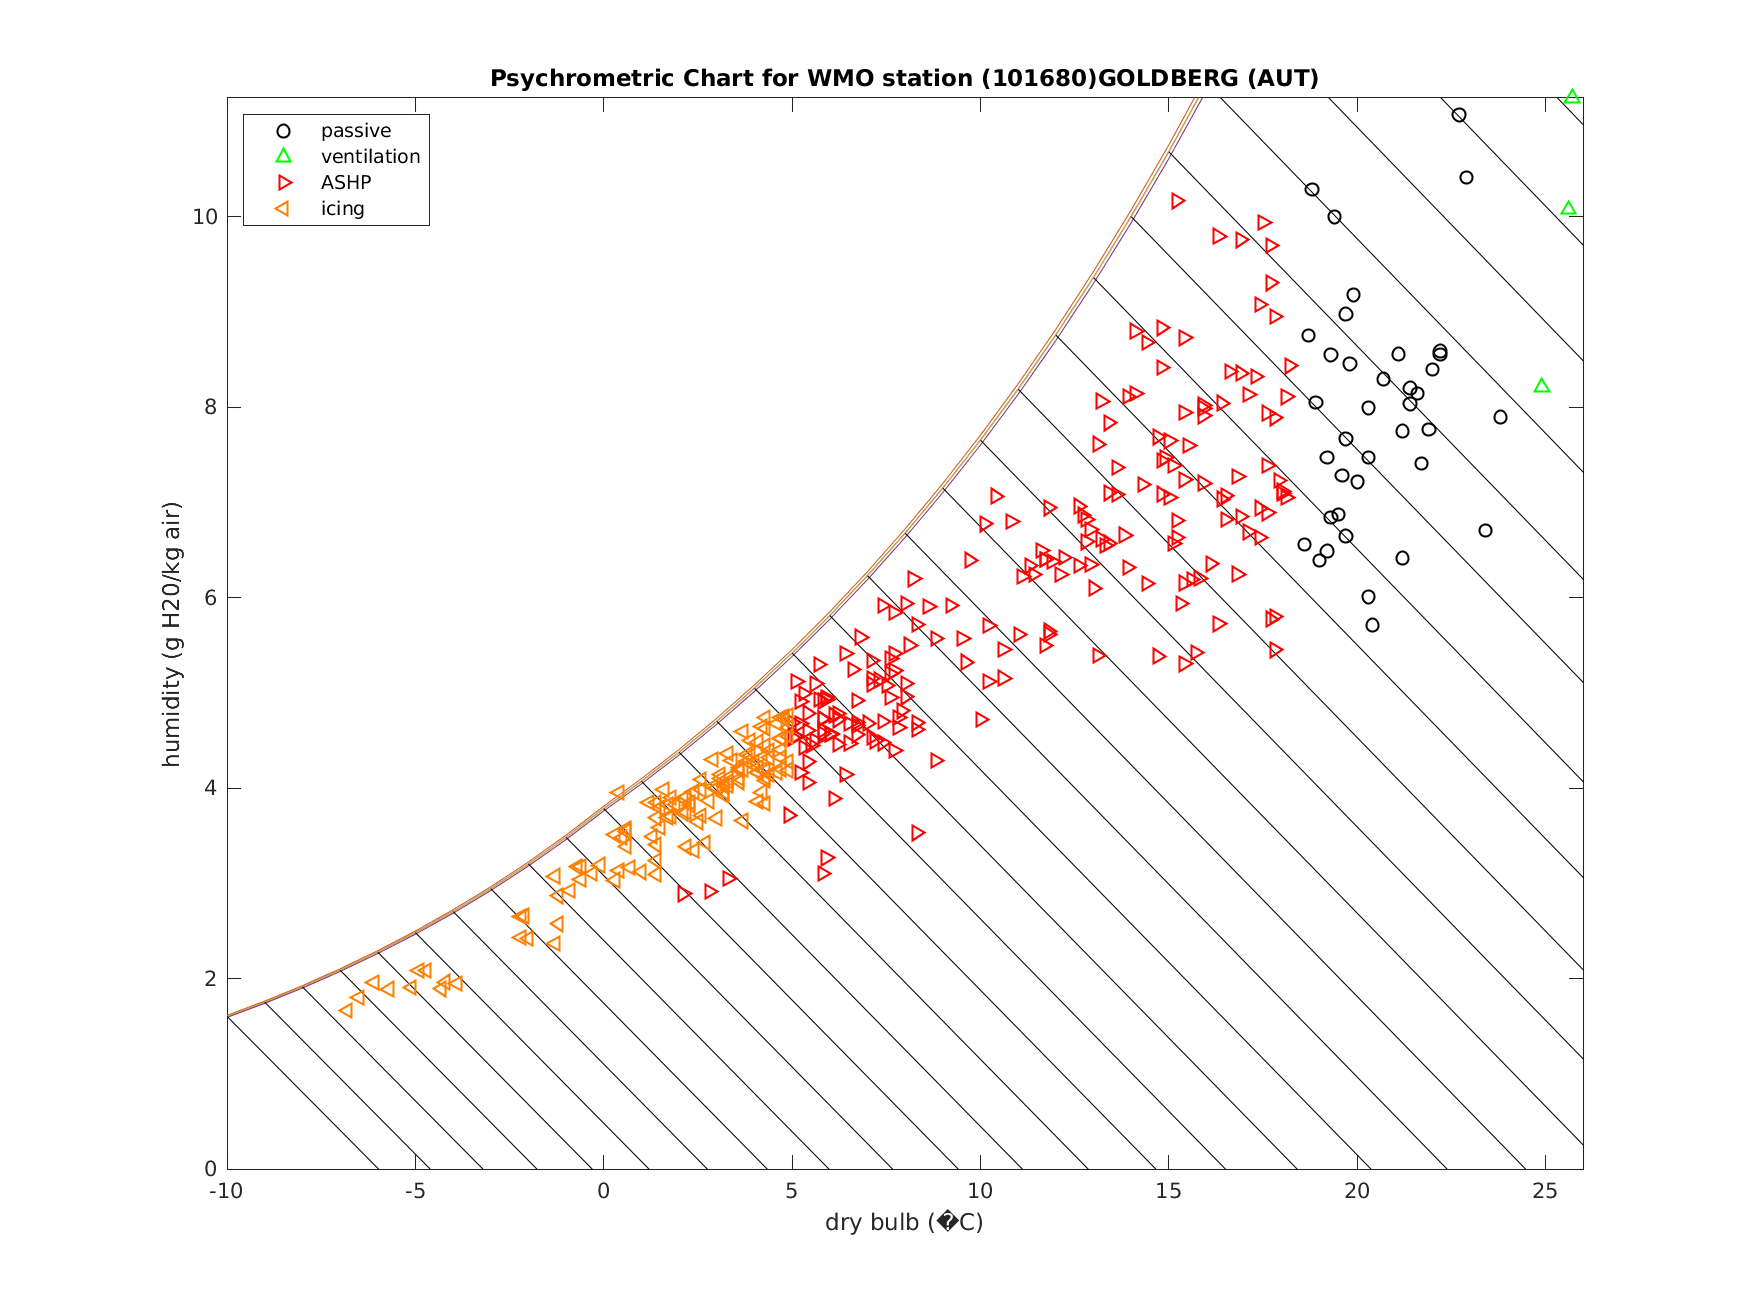 Psychrometric Chart for WMO station (101680)GOLDBERG (AUT)
passive
ventilation
ASHP
icing
10
8
6
4
2
0
humidity (g H20/kg air)
-10 -5 0 5 10 15 20 25
dry bulb (�C)